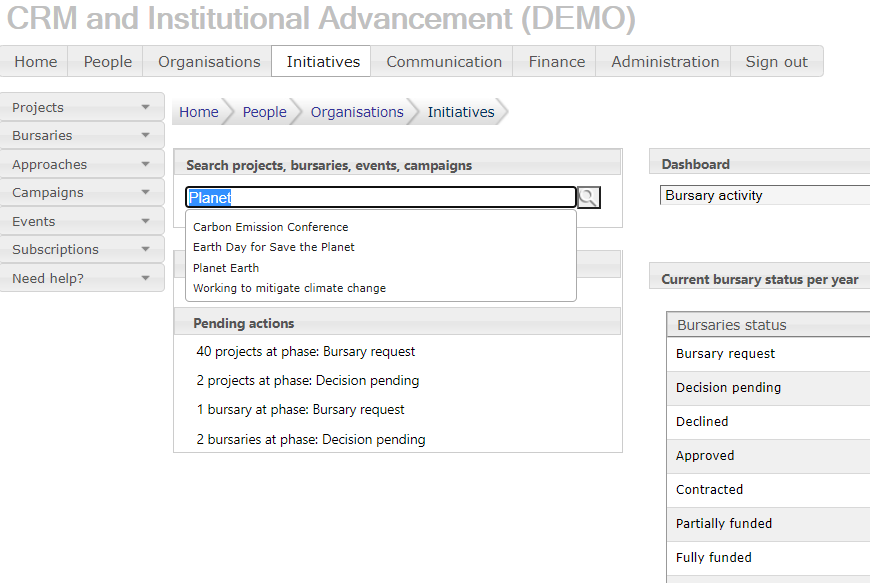 CRM and Institutional Advancement (DEMO)
Home People Organisations Initiatives Communication Finance Administration Sign out
Projects
Bursaries
Approaches
Campaigns
Events
Subscriptions
Need help?
Home People Organisations Initiatives
Search projects, bursaries, events, campaigns
Planet
Carbon Emission Conference
Earth Day for Save the Planet
Planet Earth
Working to mitigate climate change
Pending actions
40 projects at phase: Bursary request
2 projects at phase: Decision pending
1 bursary at phase: Bursary request
2 bursaries at phase: Decision pending
Dashboard
Bursary activity
Current bursary status per year
Bursaries status
Bursary request
Decision pending
Declined
Approved
Contracted
Partially funded
Fully funded